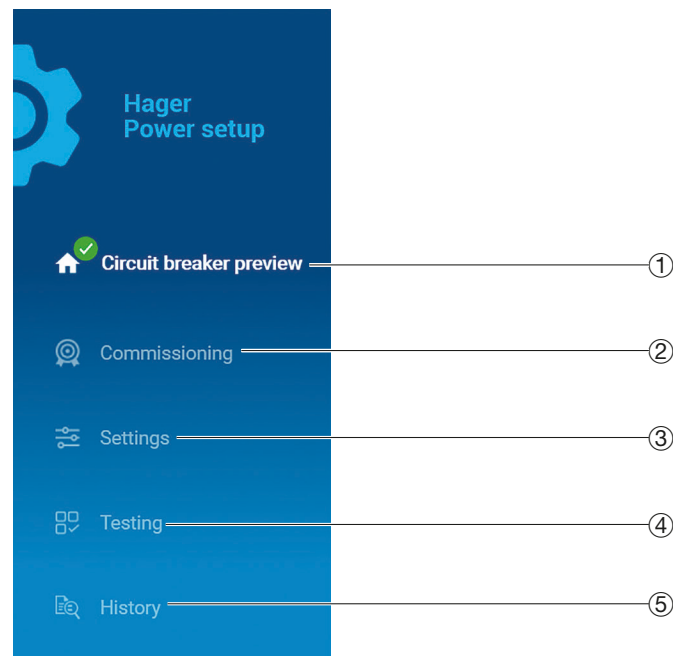 Hager
Power setup
Circuit breaker preview ①
Commissioning ②
Settings ③
Testing ④
History ⑤